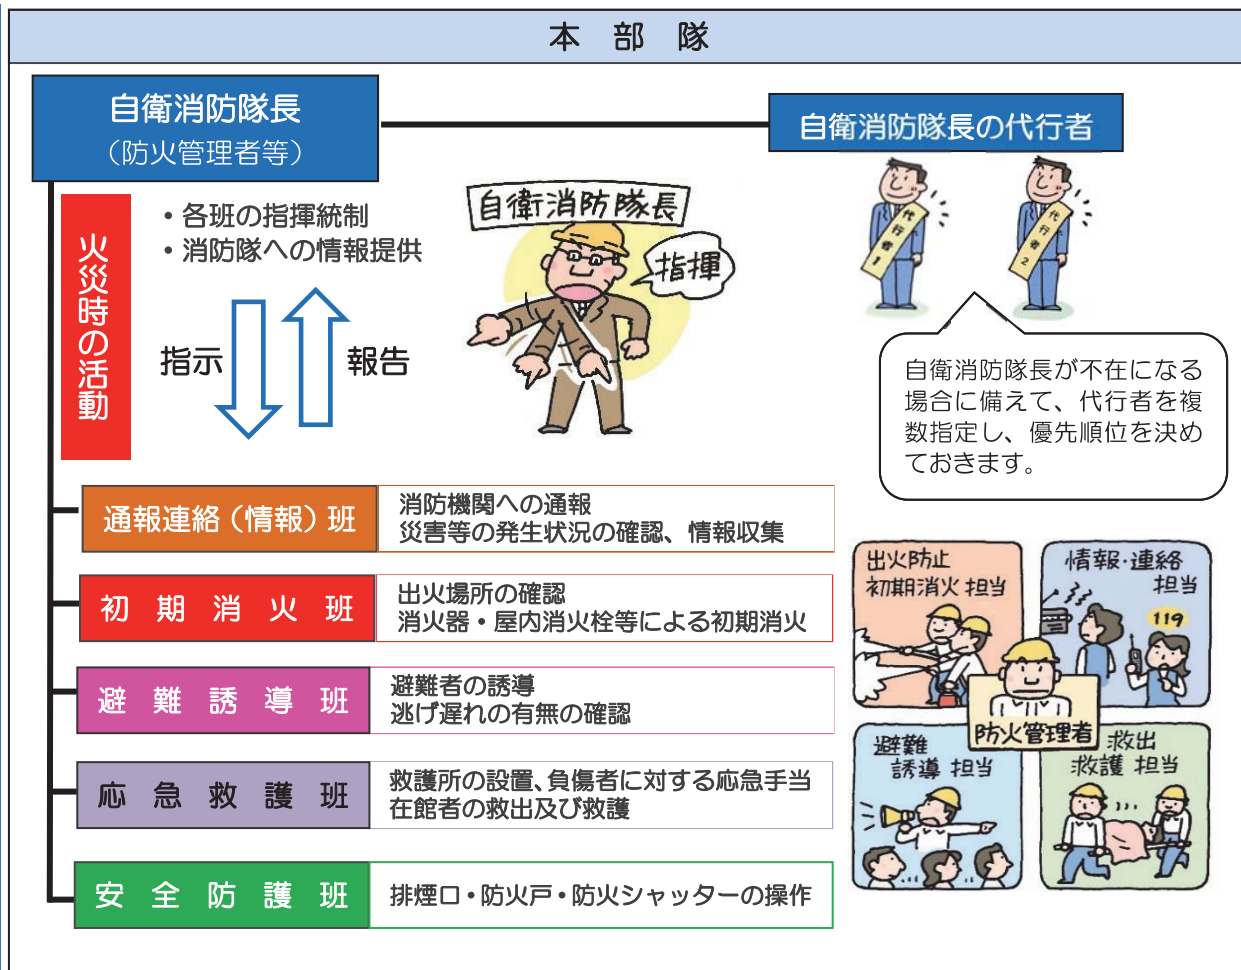 本部隊
自衛消防隊長
（防火管理者等）
自衛消防隊長の代行者
火災時の活動
・各班の指揮統制
・消防隊への情報提供
指示
報告
自衛消防隊長
指揮
代行者1
代行者2
自衛消防隊長が不在になる
場合に備えて、代行者を複
数指定し、優先順位を決め
ておきます。
通報連絡（情報）班
消防機関への通報
災害等の発生状況の確認、情報収集
初期消火班
出火場所の確認
消火器・屋内消火栓等による初期消火
避難誘導班
避難者の誘導
逃げ遅れの有無の確認
応急救護班
救護所の設置、負傷者に対する応急手当
在館者の救出及び救護
安全防護班
排煙口・防火戸・防火シャッターの操作
出火防止
初期消火担当
情報・連絡
担当
119
防火管理者
避難
誘導担当
救出
救護担当